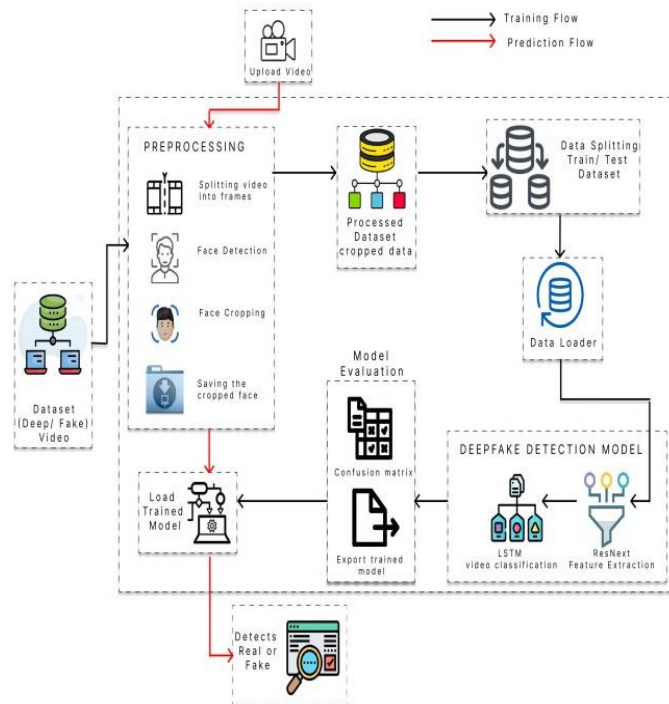 Training Flow
Prediction Flow
Upload Video
PREPROCESSING
Splitting video
into frames
Face Detection
Face Cropping
Saving the
cropped face
Processed
Dataset
cropped data
Data Splitting
Train/ Test
Dataset
Data Loader
Dataset
(Deep/ Fake)
Video
Model
Evaluation
Confusion matrix
Export trained
model
DEEPFAKE DETECTION MODEL
LSTM
video classification
ResNext
Feature Extraction
Load
Trained
Model
Detects
Real or
Fake